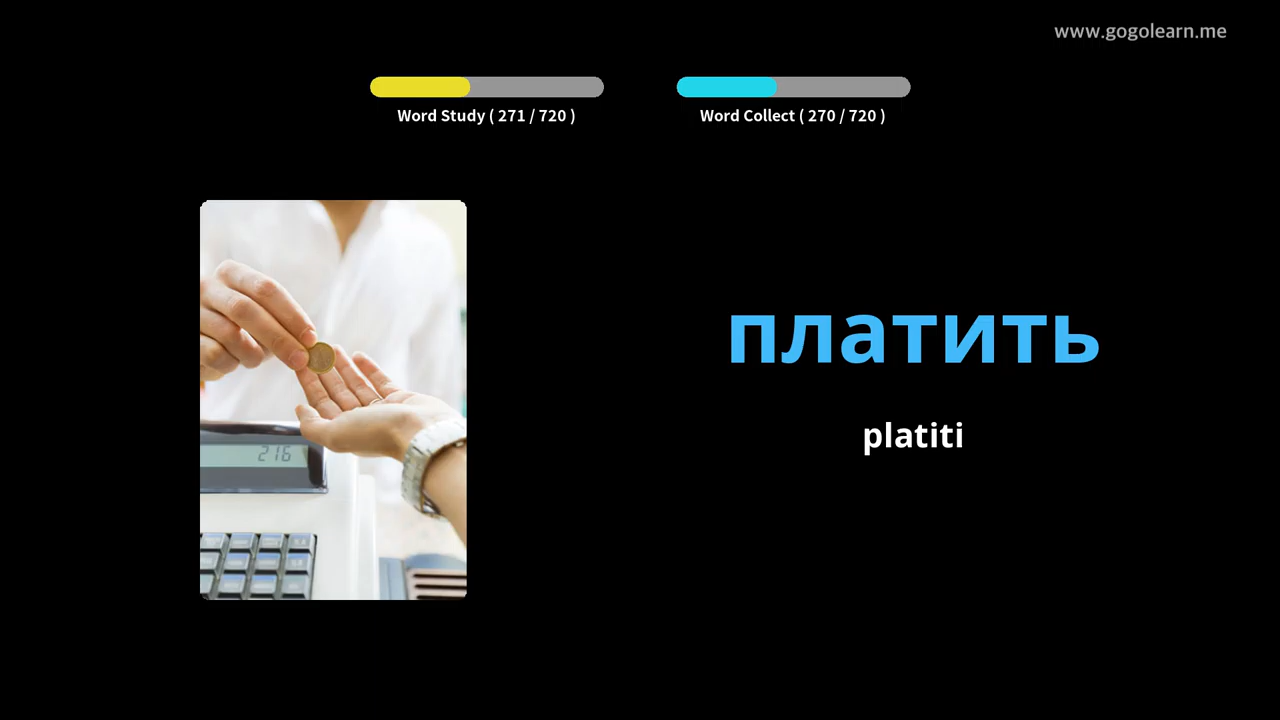 www.gogolearn.me
Word Study ( 271 / 720 )
Word Collect ( 270 / 720 )
платить
platiti
216